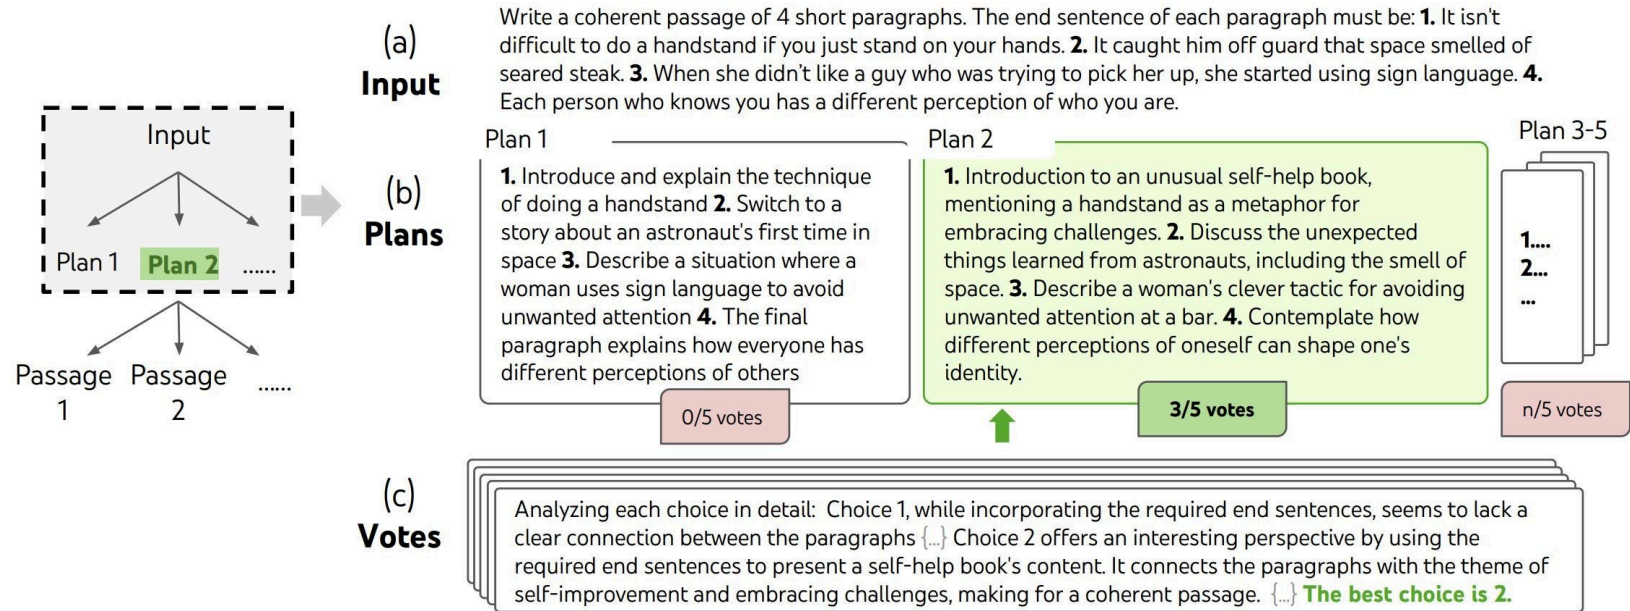 (a)
Input
Write a coherent passage of 4 short paragraphs. The end sentence of each paragraph must be: 1. It isn't
difficult to do a handstand if you just stand on your hands. 2. It caught him off guard that space smelled of
seared steak. 3. When she didn't like a guy who was trying to pick her up, she started using sign language. 4.
Each person who knows you has a different perception of who you are.
Input
Plan 1
Plan 2
......
Passage
1
Passage
2
......
(b)
Plans
Plan 1
1. Introduce and explain the technique
of doing a handstand 2. Switch to a
story about an astronaut's first time in
space 3. Describe a situation where a
woman uses sign language to avoid
unwanted attention 4. The final
paragraph explains how everyone has
different perceptions of others
0/5 votes
Plan 2
1. Introduction to an unusual self-help book,
mentioning a handstand as a metaphor for
embracing challenges. 2. Discuss the unexpected
things learned from astronauts, including the smell of
space. 3. Describe a woman's clever tactic for avoiding
unwanted attention at a bar. 4. Contemplate how
different perceptions of oneself can shape one's
identity.
3/5 votes
Plan 3-5
1....
2...
...
n/5 votes
(c)
Votes
Analyzing each choice in detail: Choice 1, while incorporating the required end sentences, seems to lack a
clear connection between the paragraphs {...} Choice 2 offers an interesting perspective by using the
required end sentences to present a self-help book's content. It connects the paragraphs with the theme of
self-improvement and embracing challenges, making for a coherent passage. {...} The best choice is 2.